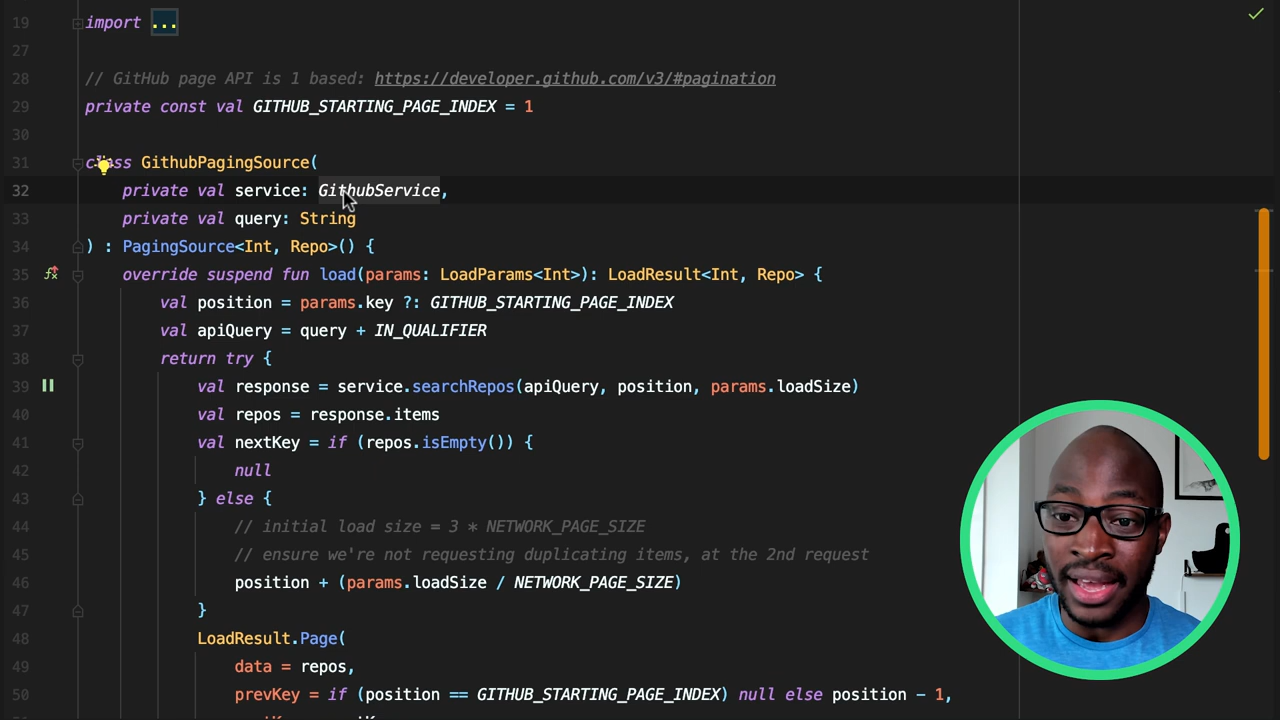 19 import ...
27
28 // GitHub page API is 1 based: https://developer.github.com/v3/#pagination
29 private const val GITHUB_STARTING_PAGE_INDEX = 1
30
31 class GithubPagingSource(
32 private val service: GithubService,
33 private val query: String
34 ) : PagingSource<Int, Repo>() {
35 override suspend fun load(params: LoadParams<Int>): LoadResult<Int, Repo> {
36 val position = params.key ?: GITHUB_STARTING_PAGE_INDEX
37 val apiQuery = query + IN_QUALIFIER
38 return try {
39 val response = service.searchRepos(apiQuery, position, params.loadSize)
40 val repos = response.items
41 val nextKey = if (repos.isEmpty()) {
42 null
43 } else {
44 // initial load size = 3 * NETWORK_PAGE_SIZE
45 // ensure we're not requesting duplicating items, at the 2nd request
46 position + (params.loadSize / NETWORK_PAGE_SIZE)
47 }
48 LoadResult.Page(
49 data = repos,
50 prevKey = if (position == GITHUB_STARTING_PAGE_INDEX) null else position - 1,